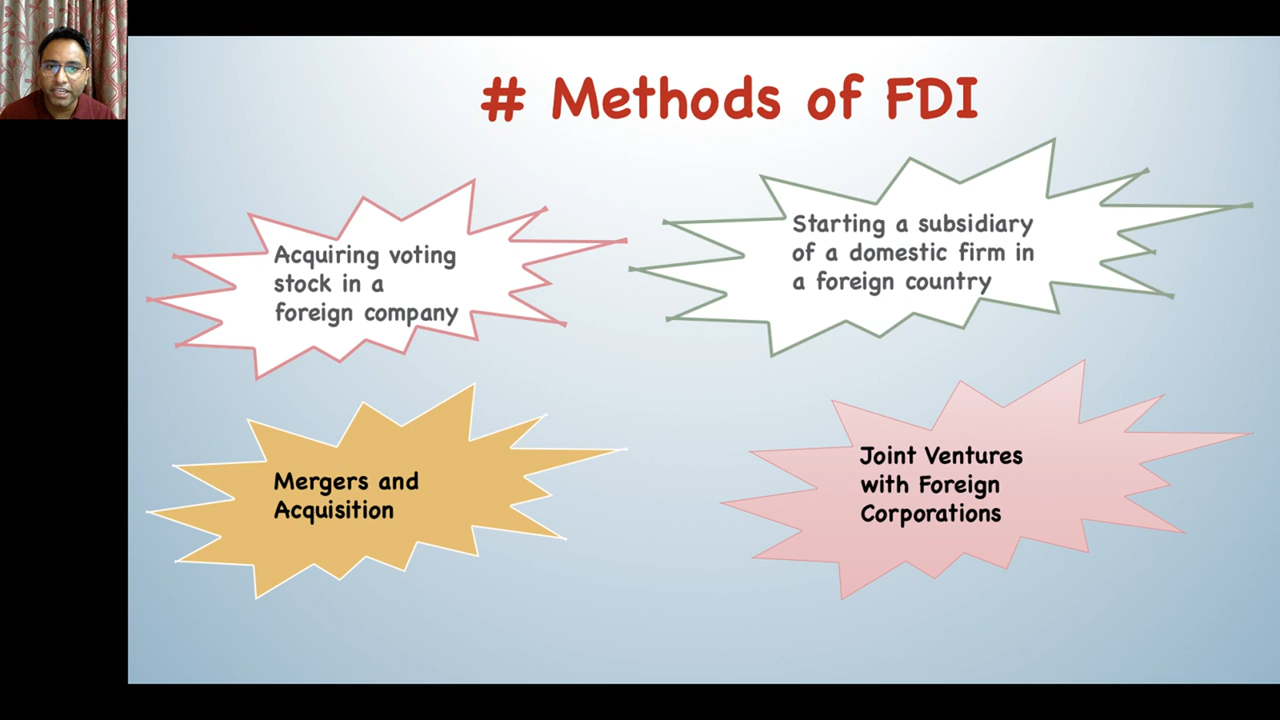 # Methods of FDI
Acquiring voting
stock in a
foreign company
Starting a subsidiary
of a domestic firm in
a foreign country
Mergers and
Acquisition
Joint Ventures
with Foreign
Corporations